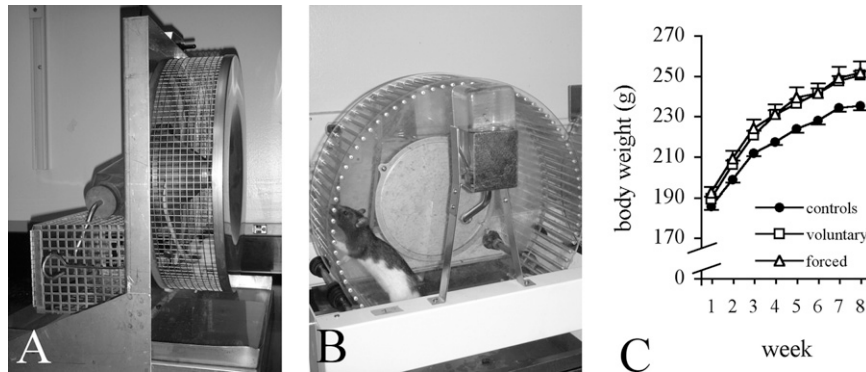 A
B
C
body weight (g)
270
250
230
210
190
170
0
controls
voluntary
forced
1 2 3 4 5 6 7 8
week